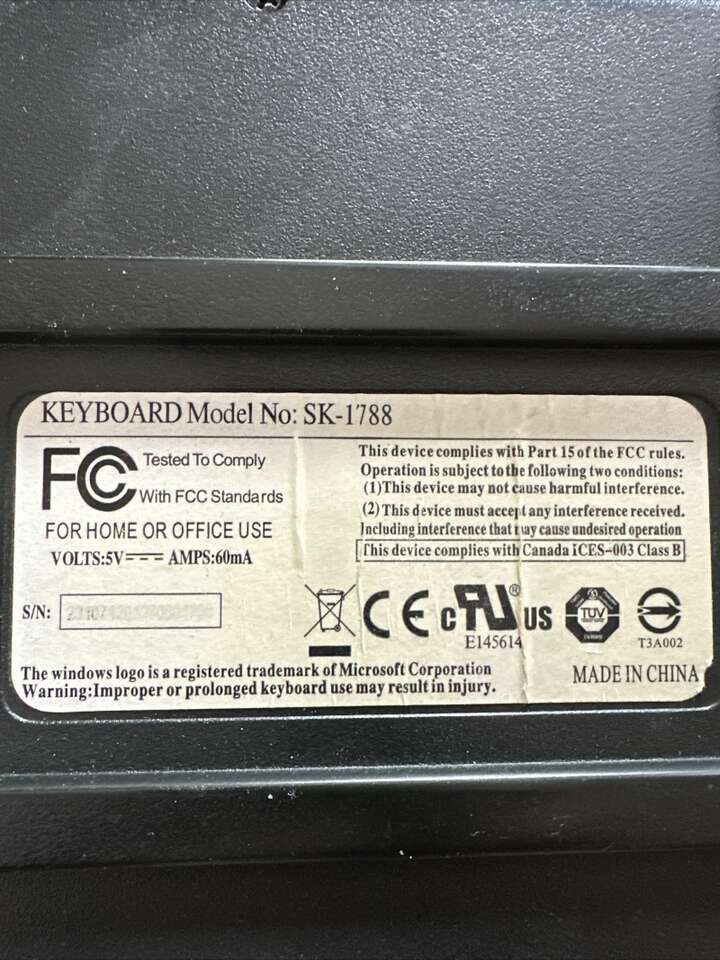 KEYBOARD Model No: SK-1788
FC Tested To Comply
With FCC Standards
FOR HOME OR OFFICE USE
VOLTS:5V AMPS:60mA
This device complies with Part 15 of the FCC rules.
Operation is subject to the following two conditions:
(1)This device may not cause harmful interference.
(2) This device must accept any interference received.
Including interference that may cause undesired operation
This device complies with Canada ICES-003 Class B
S/N:
CE
c UL ® US
E145614
TÜV
T3A002
The windows logo is a registered trademark of Microsoft Corporation
Warning:Improper or prolonged keyboard use may result in injury.
MADE IN CHINA